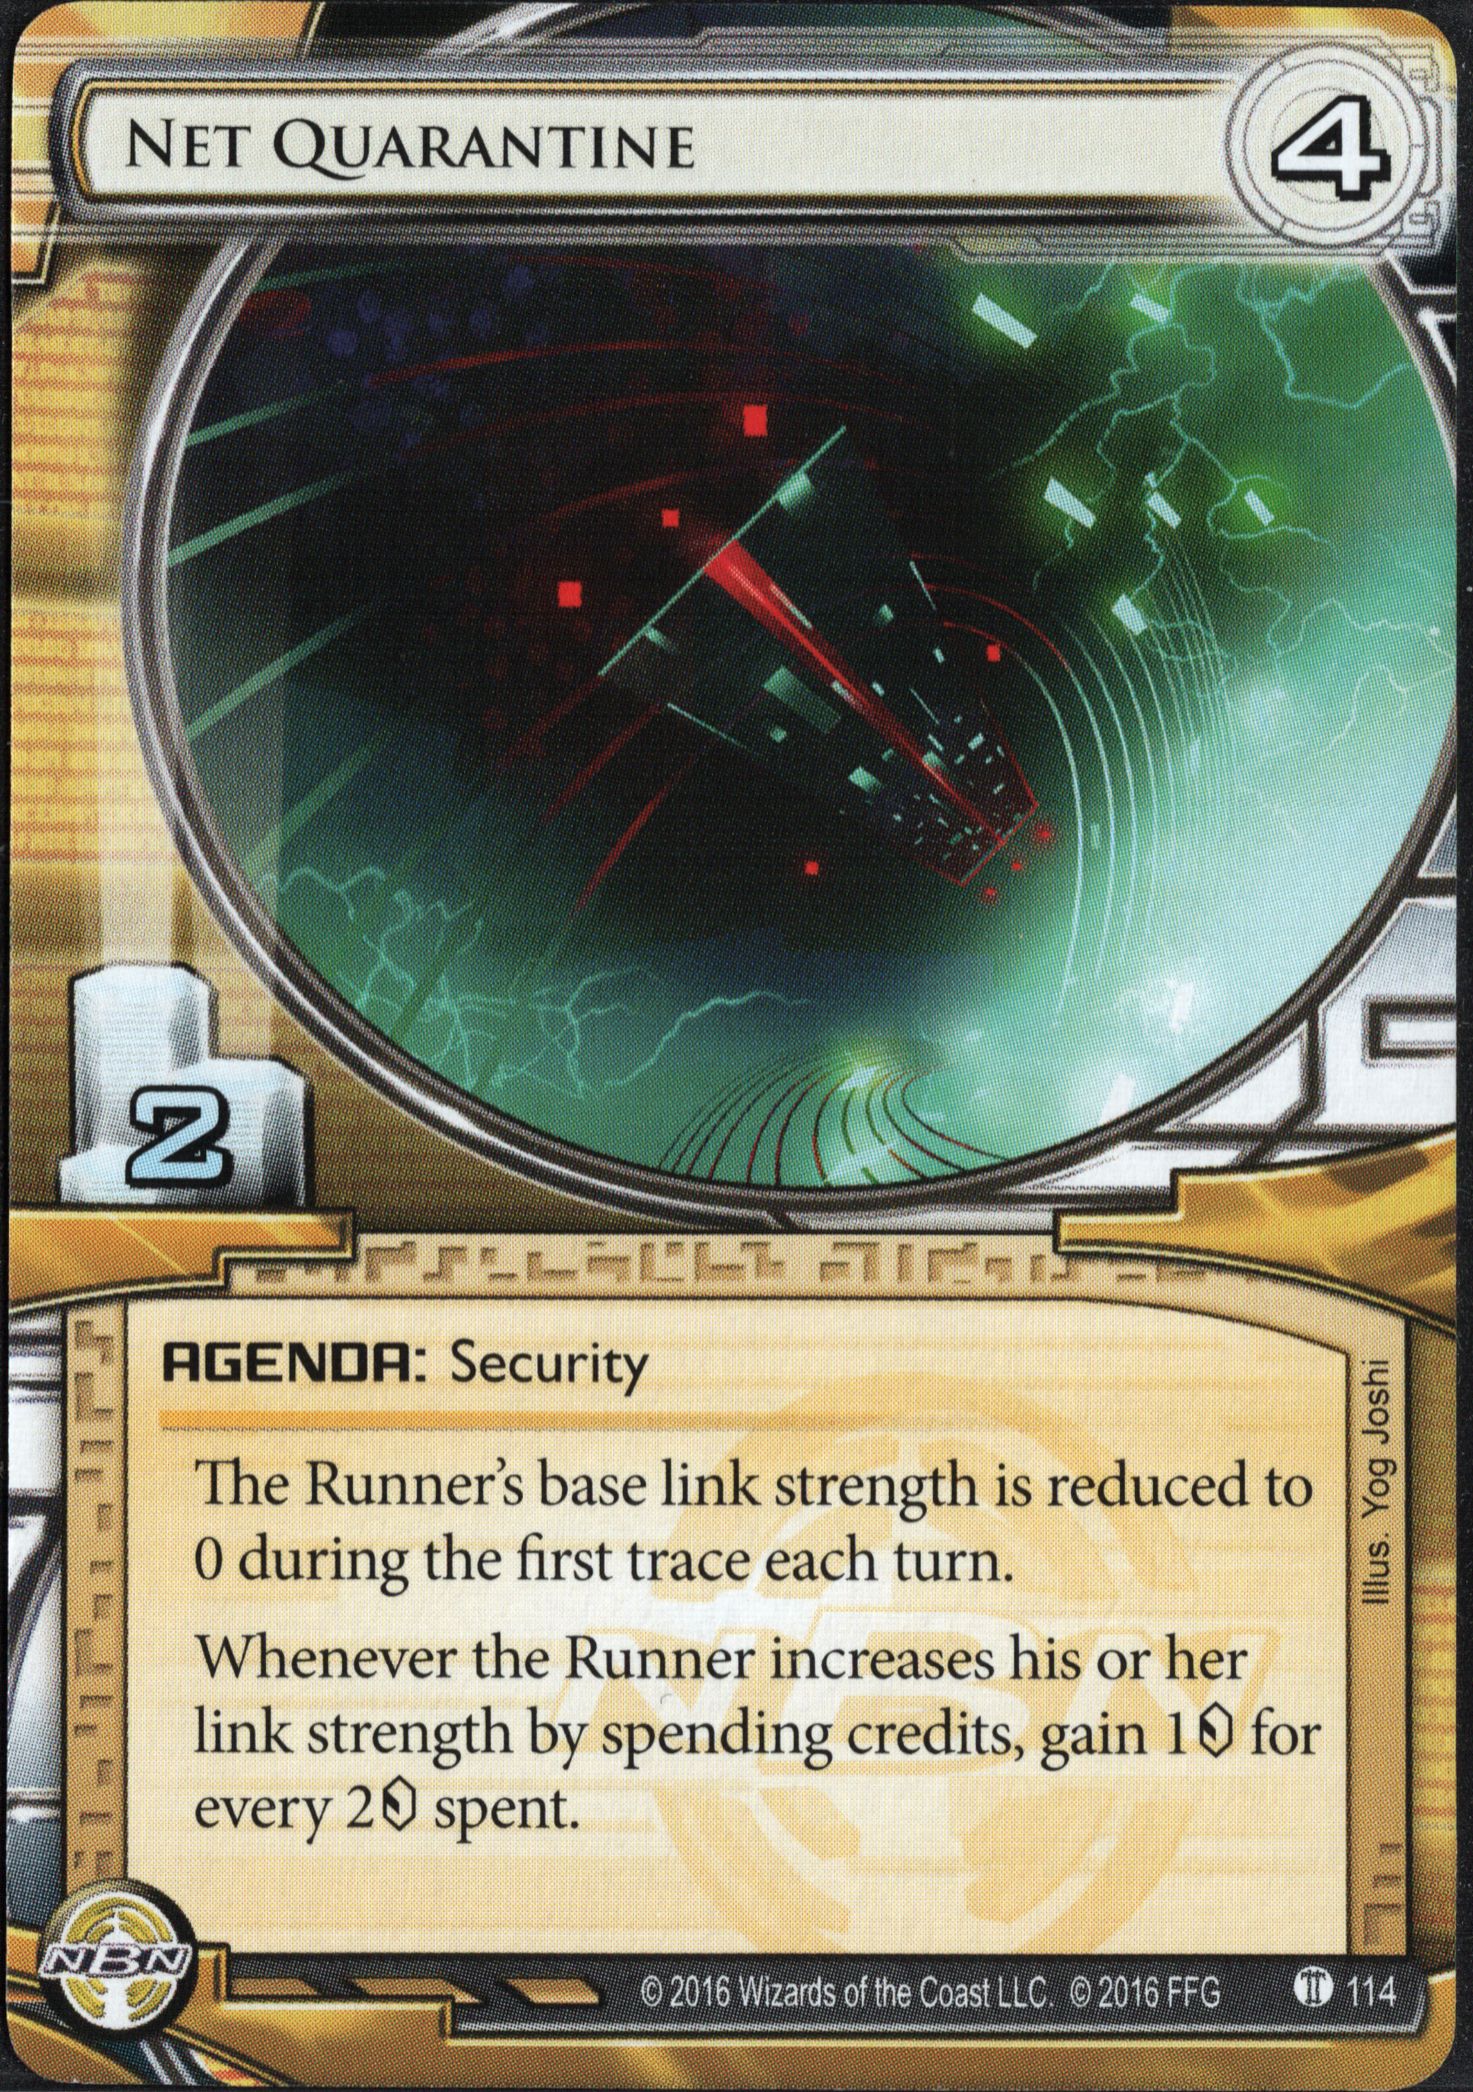 NET QUARANTINE
4
2
AGENDA: Security
The Runner's base link strength is reduced to
0 during the first trace each turn.
Whenever the Runner increases his or her
link strength by spending credits, gain 1 for
every 2 spent.
Illus. Yog Joshi
NBN
NBN
© 2016 Wizards of the Coast LLC. © 2016 FFG
114